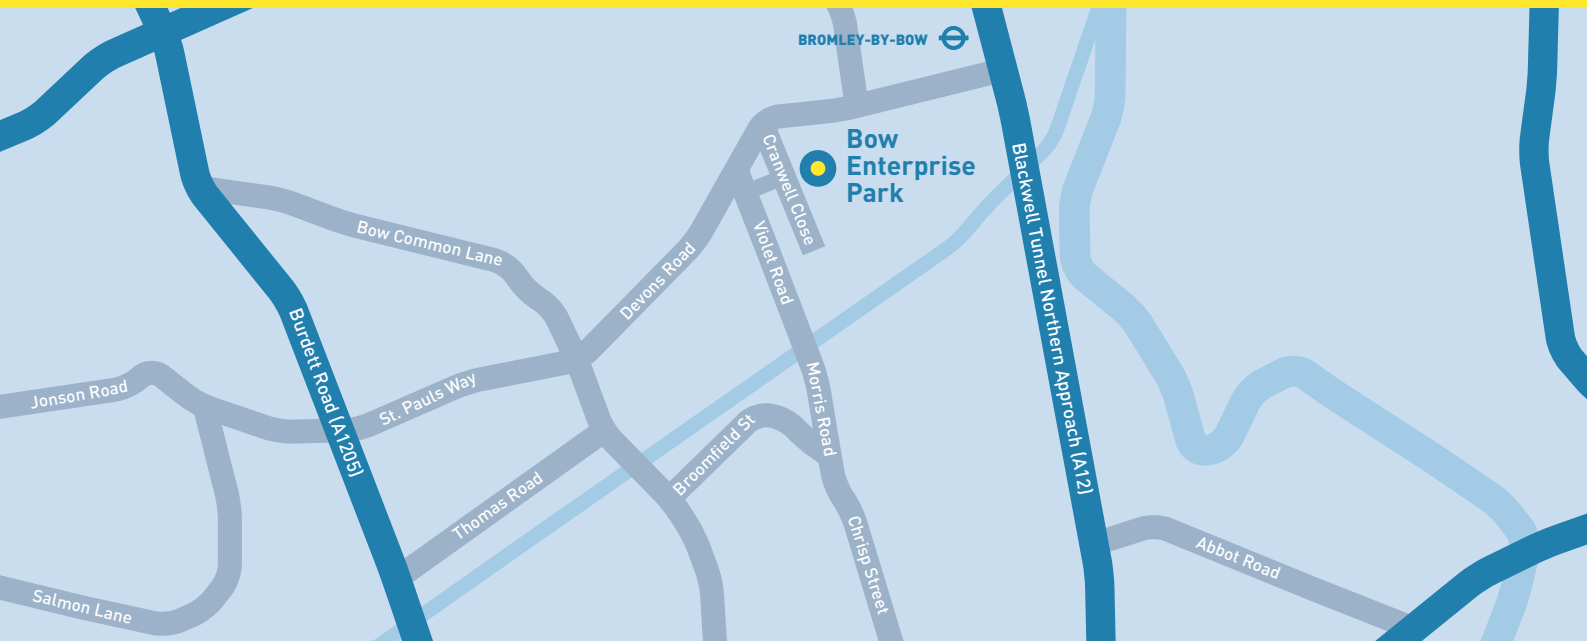 BROMLEY-BY-BOW
Bow
Enterprise
Park
Cranwell Close
Blackwell Tunnel Northern Approach (A12)
Bow Common Lane
Violet Road
Devons Road
Burdett Road (A1205)
Jonson Road
St. Pauls Way
Morris Road
Broomfield St
Thomas Road
Chrisp Street
Abbot Road
Salmon Lane